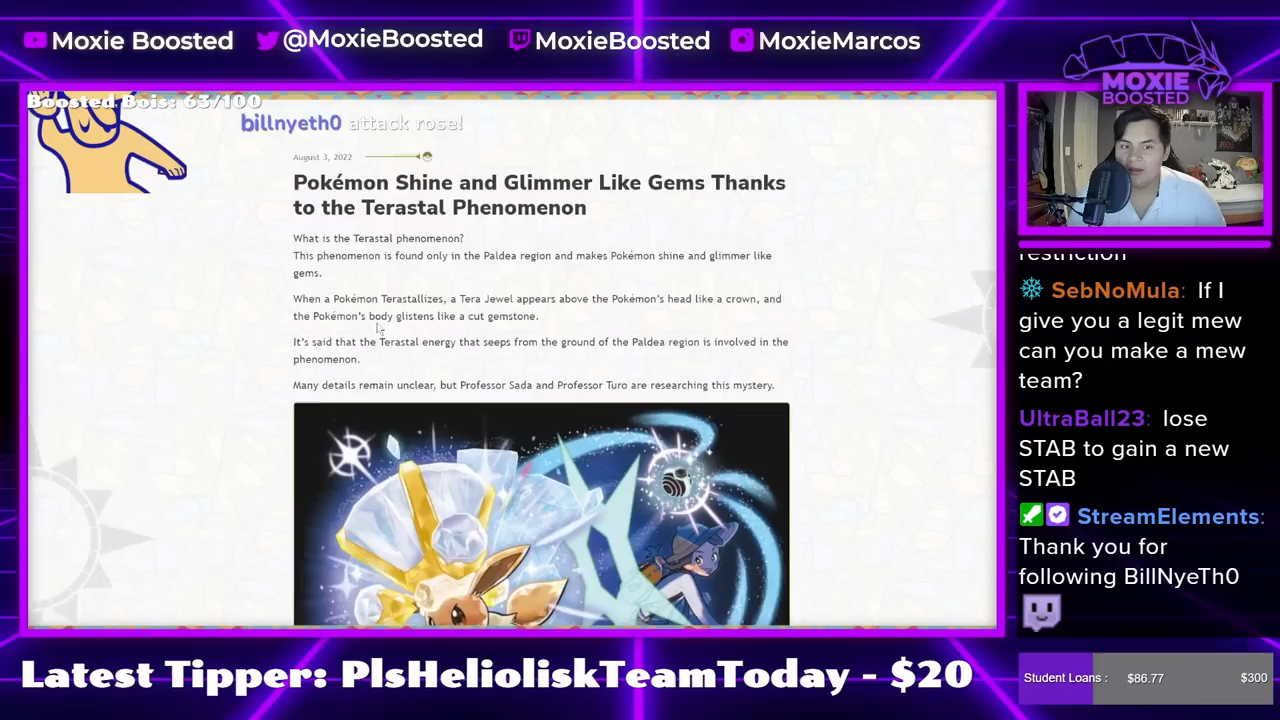 Moxie Boosted @MoxieBoosted MoxieBoosted MoxieMarcos
MOXIE
BOOSTED
Boosted Bois: 63/100
billnyeth0 attack rose!
August 3, 2022
Pokémon Shine and Glimmer Like Gems Thanks
to the Terastal Phenomenon
What is the Terastal phenomenon?
This phenomenon is found only in the Paldea region and makes Pokémon shine and glimmer like
gems.
When a Pokémon Terastallizes, a Tera Jewel appears above the Pokémon's head like a crown, and
the Pokémon's body glistens like a cut gemstone.
It's said that the Terastal energy that seeps from the ground of the Paldea region is involved in the
phenomenon.
Many details remain unclear, but Professor Sada and Professor Turo are researching this mystery.
restriction
SebNoMula: If I
give you a legit mew
can you make a mew
team?
UltraBall23: lose
STAB to gain a new
STAB
StreamElements:
Thank you for
following BillNyeTh0
Latest Tipper: PlsHelioliskTeamToday - $20
Student Loans : $86.77 $300